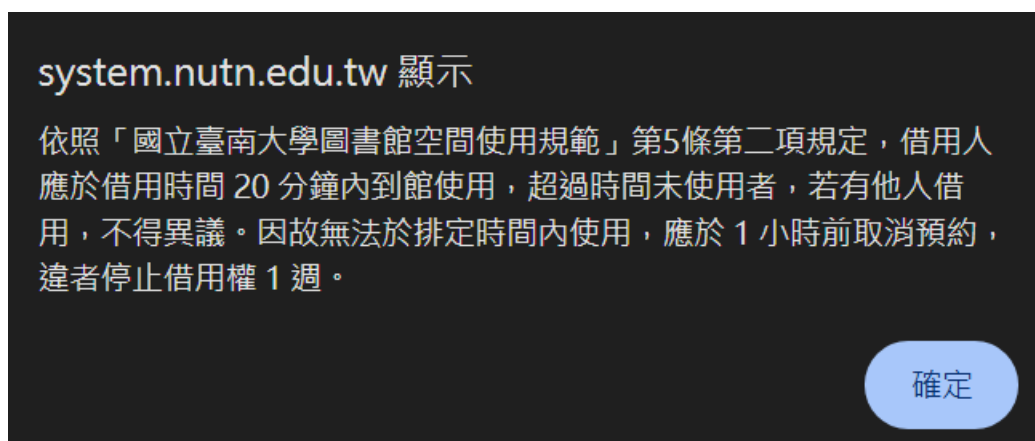 system.nutn.edu.tw 顯示
依照「國立臺南大學圖書館空間使用規範」第5條第二項規定，借用人
應於借用時間 20 分鐘內到館使用，超過時間未使用者，若有他人借
用，不得異議。因故無法於排定時間內使用，應於 1 小時前取消預約，
違者停止借用權 1 週。
確定